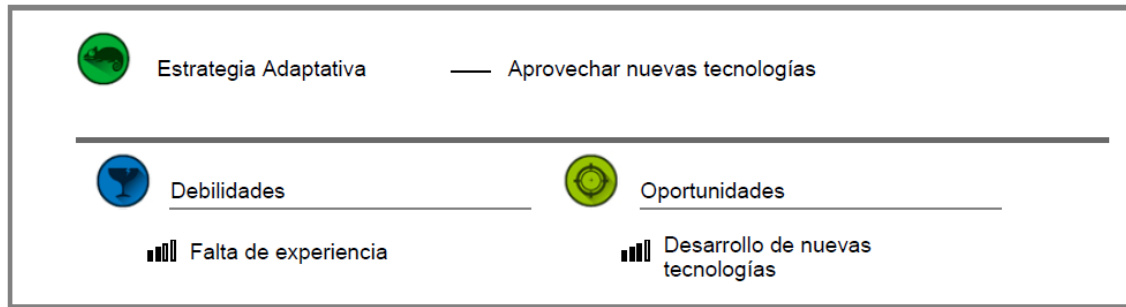 Estrategia Adaptativa — Aprovechar nuevas tecnologías
Debilidades
Oportunidades
Falta de experiencia
Desarrollo de nuevas
tecnologías